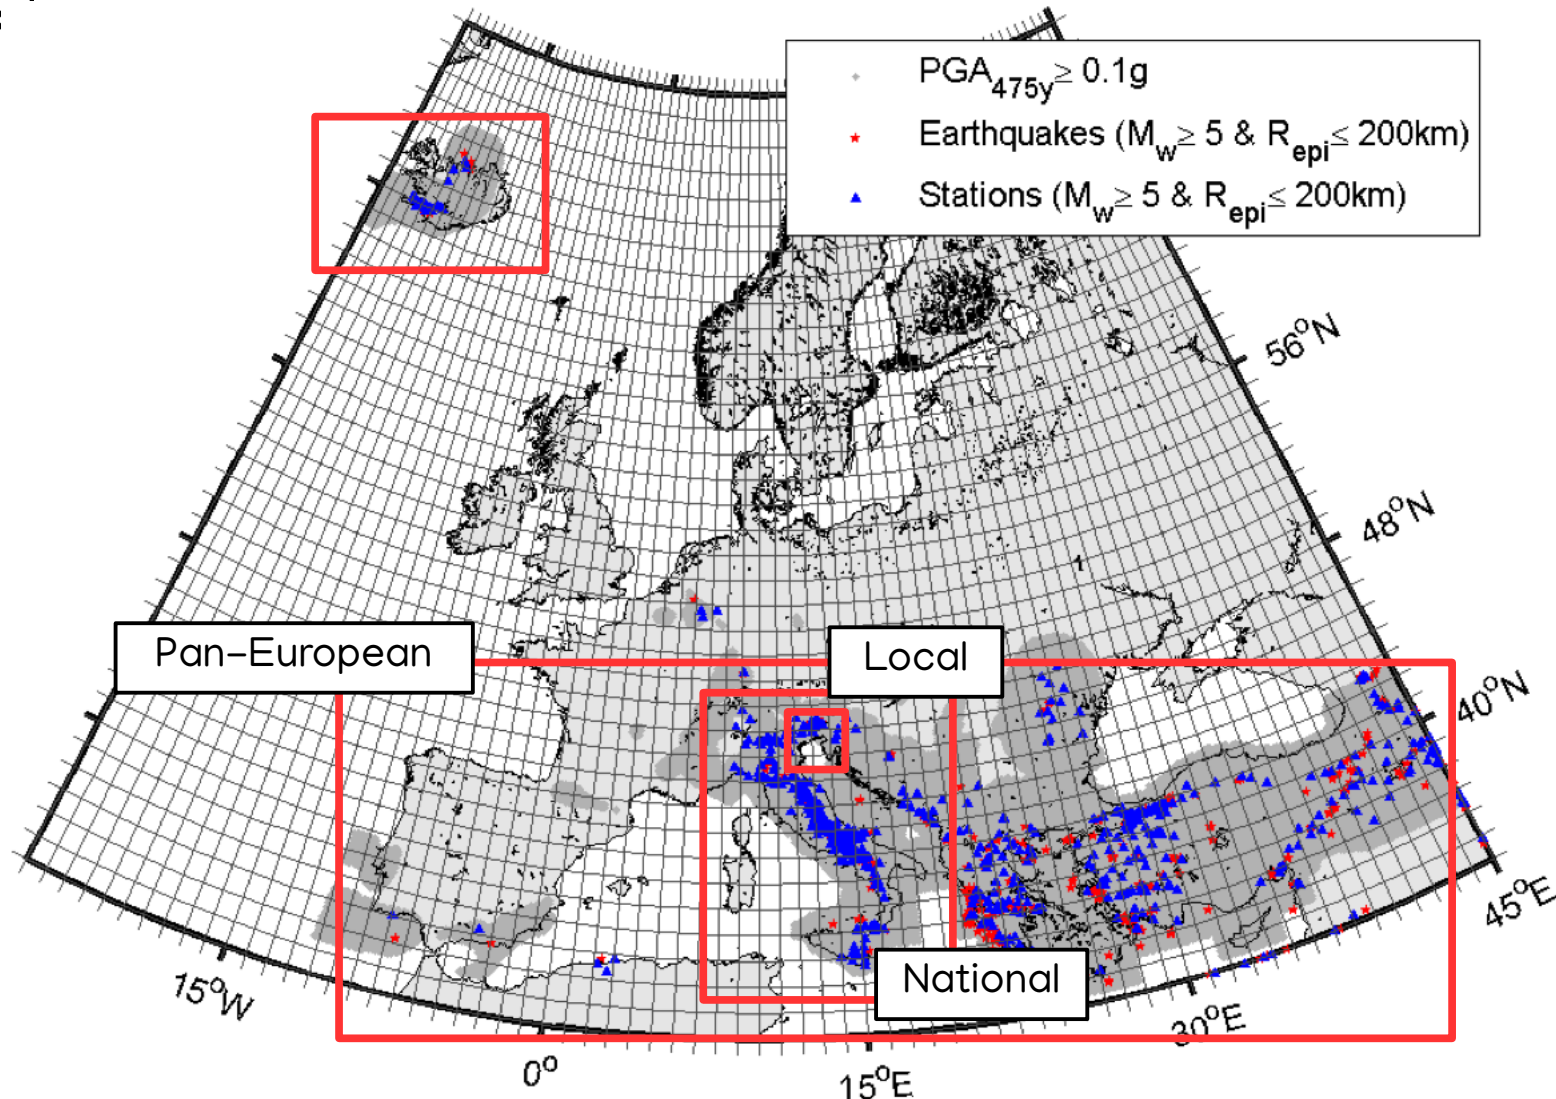 PGA475y≥ 0.1g
Earthquakes (Mw≥ 5 & Repi≤ 200km)
Stations (Mw≥ 5 & Repi≤ 200km)
56°N
48°N
Pan-European
Local
40°N
45°E
National
15°W
30°E
0°
15°E